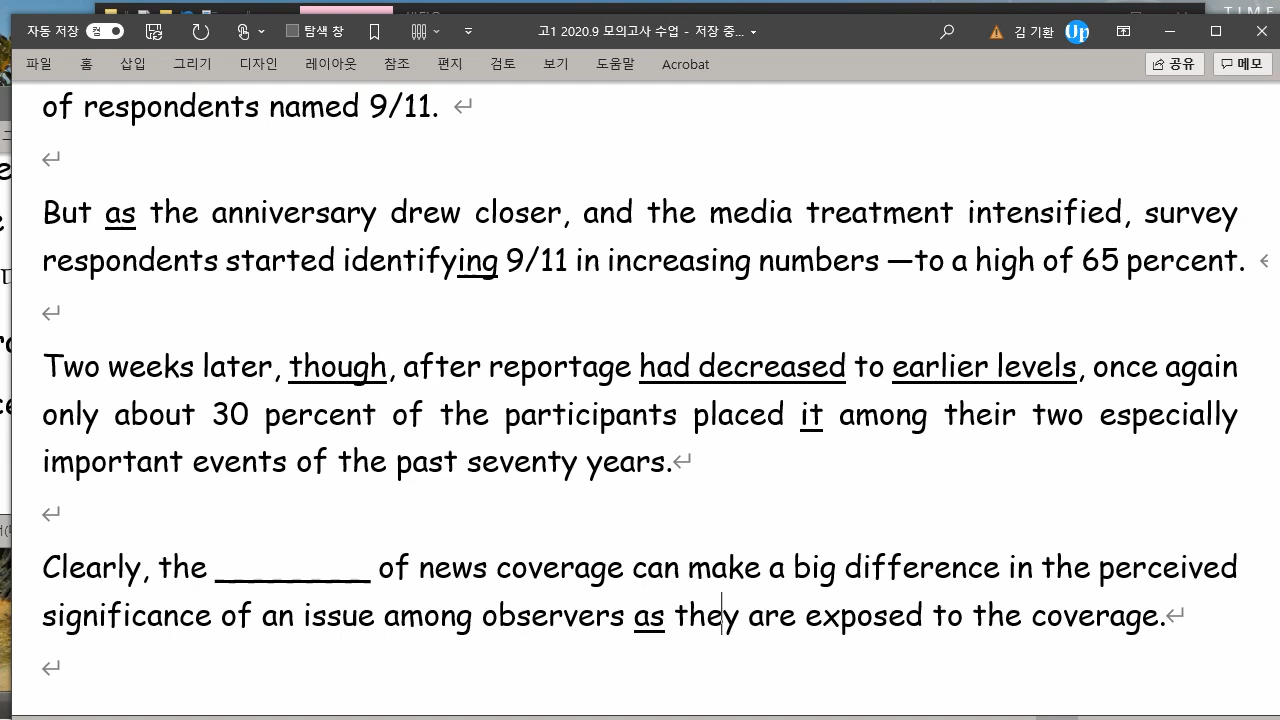 TIME
자동 저장 컴 탐색 창 고1 2020.9 모의고사 수업 - 저장 중... 김 기환 Up
파일 홈 삽입 그리기 디자인 레이아웃 참조 편지 검토 보기 도움말 Acrobat 공유 메모
of respondents named 9/11.
But as the anniversary drew closer, and the media treatment intensified, survey
respondents started identifying 9/11 in increasing numbers —to a high of 65 percent.
Two weeks later, though, after reportage had decreased to earlier levels, once again
only about 30 percent of the participants placed it among their two especially
important events of the past seventy years.
Clearly, the _________ of news coverage can make a big difference in the perceived
significance of an issue among observers as they are exposed to the coverage.